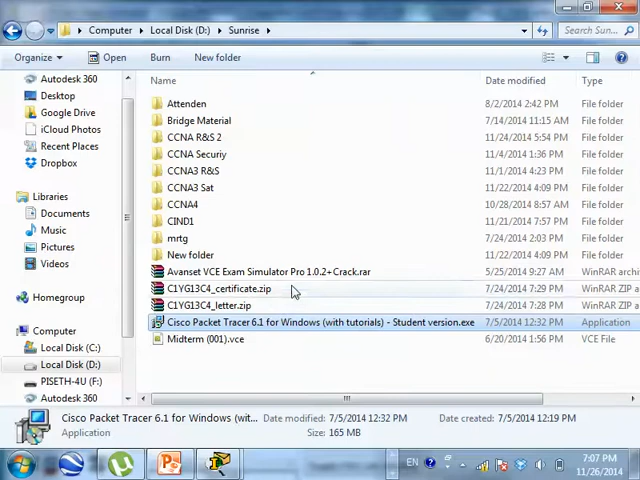 Computer ▸ Local Disk (D:) ▸ Sunrise ▸
Search Sun...
Organize Open Burn New folder
Autodesk 360
Desktop
Google Drive
iCloud Photos
Recent Places
Dropbox
Libraries
Documents
Music
Pictures
Videos
Computer
Local Disk (C:)
Local Disk (D:)
PISETH-4U (F:)
Autodesk 360
Name Date modified Type
Attenden 8/2/2014 2:42 PM File folder
Bridge Material 7/14/2014 11:15 AM File folder
CCNA R&S 2 11/24/2014 5:54 PM File folder
CCNA Securiy 11/4/2014 1:36 PM File folder
CCNA3 R&S 11/1/2014 4:23 PM File folder
CCNA3 Sat 11/22/2014 4:09 PM File folder
CCNA4 10/28/2014 8:57 AM File folder
CIND1 11/21/2014 7:57 PM File folder
mrtg 7/24/2014 2:03 PM File folder
New folder 11/22/2014 4:09 PM File folder
Avanset VCE Exam Simulator Pro 1.0.2+Crack.rar 5/25/2014 9:27 AM WinRAR archi
C1YG13C4_certificate.zip 7/24/2014 7:29 PM WinRAR ZIP a
C1YG13C4_letter.zip 7/24/2014 7:28 PM WinRAR ZIP a
Cisco Packet Tracer 6.1 for Windows (with tutorials) - Student version.exe 7/5/2014 12:32 PM Application
Midterm (001).vce 6/20/2014 1:56 PM VCE File
Cisco Packet Tracer 6.1 for Windows (wit... Date modified: 7/5/2014 12:32 PM Date created: 7/5/2014 12:19 PM
Application Size: 165 MB
EN 7:07 PM
11/26/2014